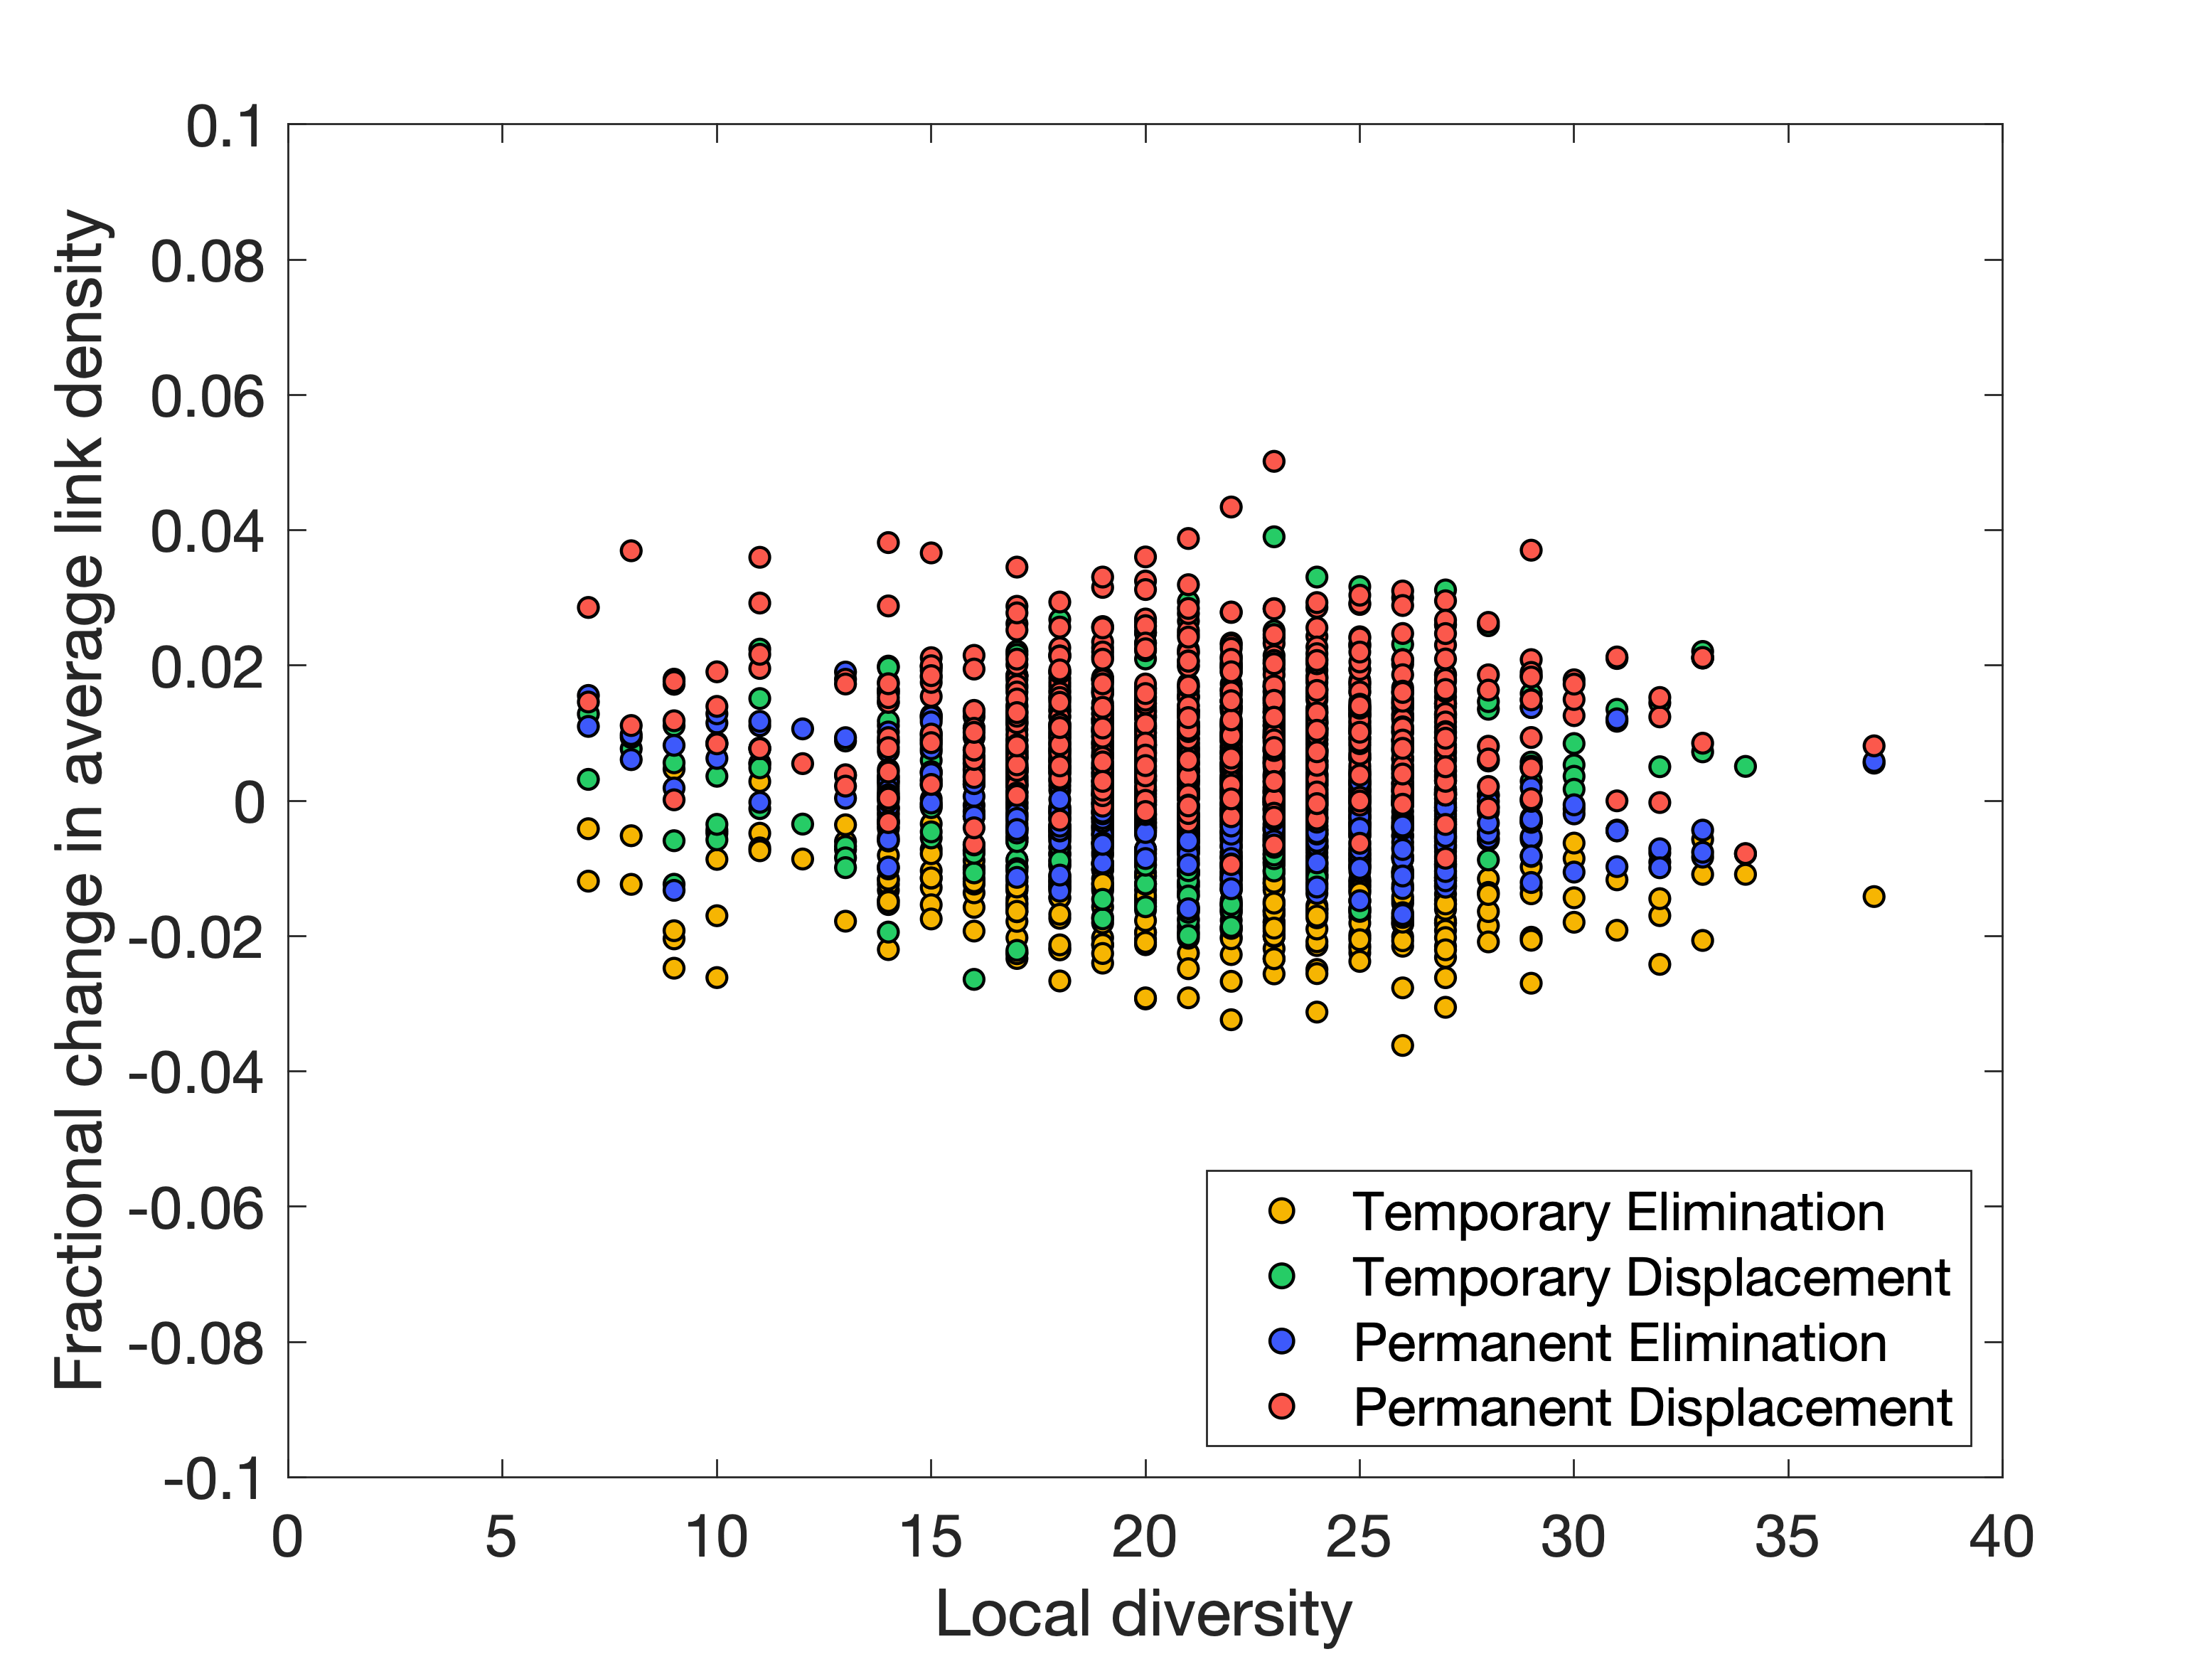 Fractional change in average link density
0.1
0.08
0.06
0.04
0.02
0
-0.02
-0.04
-0.06
-0.08
-0.1
Temporary Elimination
Temporary Displacement
Permanent Elimination
Permanent Displacement
0 5 10 15 20 25 30 35 40
Local diversity